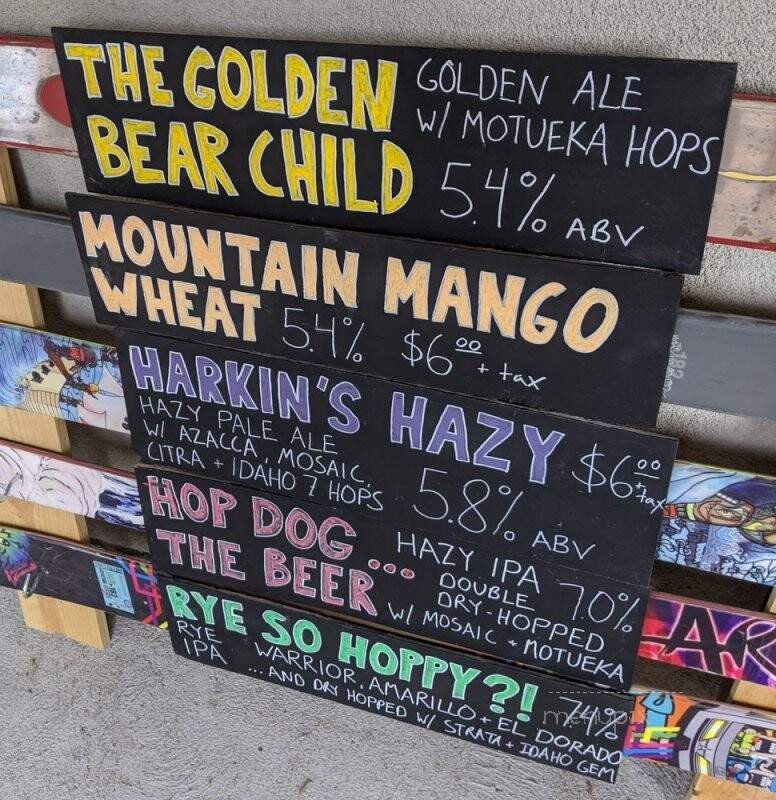 THE GOLDEN BEAR CHILD
GOLDEN ALE
W/ MOTUEKA HOPS
5.4% ABV
MOUNTAIN MANGO
WHEAT 5.4% $6.00 + tax
HARKIN'S HAZY $6.00 + tax
HAZY PALE ALE
W/ AZACCA, MOSAIC,
CITRA + IDAHO 7 HOPS
5.8% ABV
HOP DOG ...
THE BEER
HAZY IPA
DOUBLE
DRY-HOPPED
W/ MOSAIC + MOTUEKA
7.0%
RYE SO HOPPY?!
RYE
IPA
WARRIOR, AMARILLO + EL DORADO
... AND DRY HOPPED W/ STRATA + IDAHO GEM
menupix